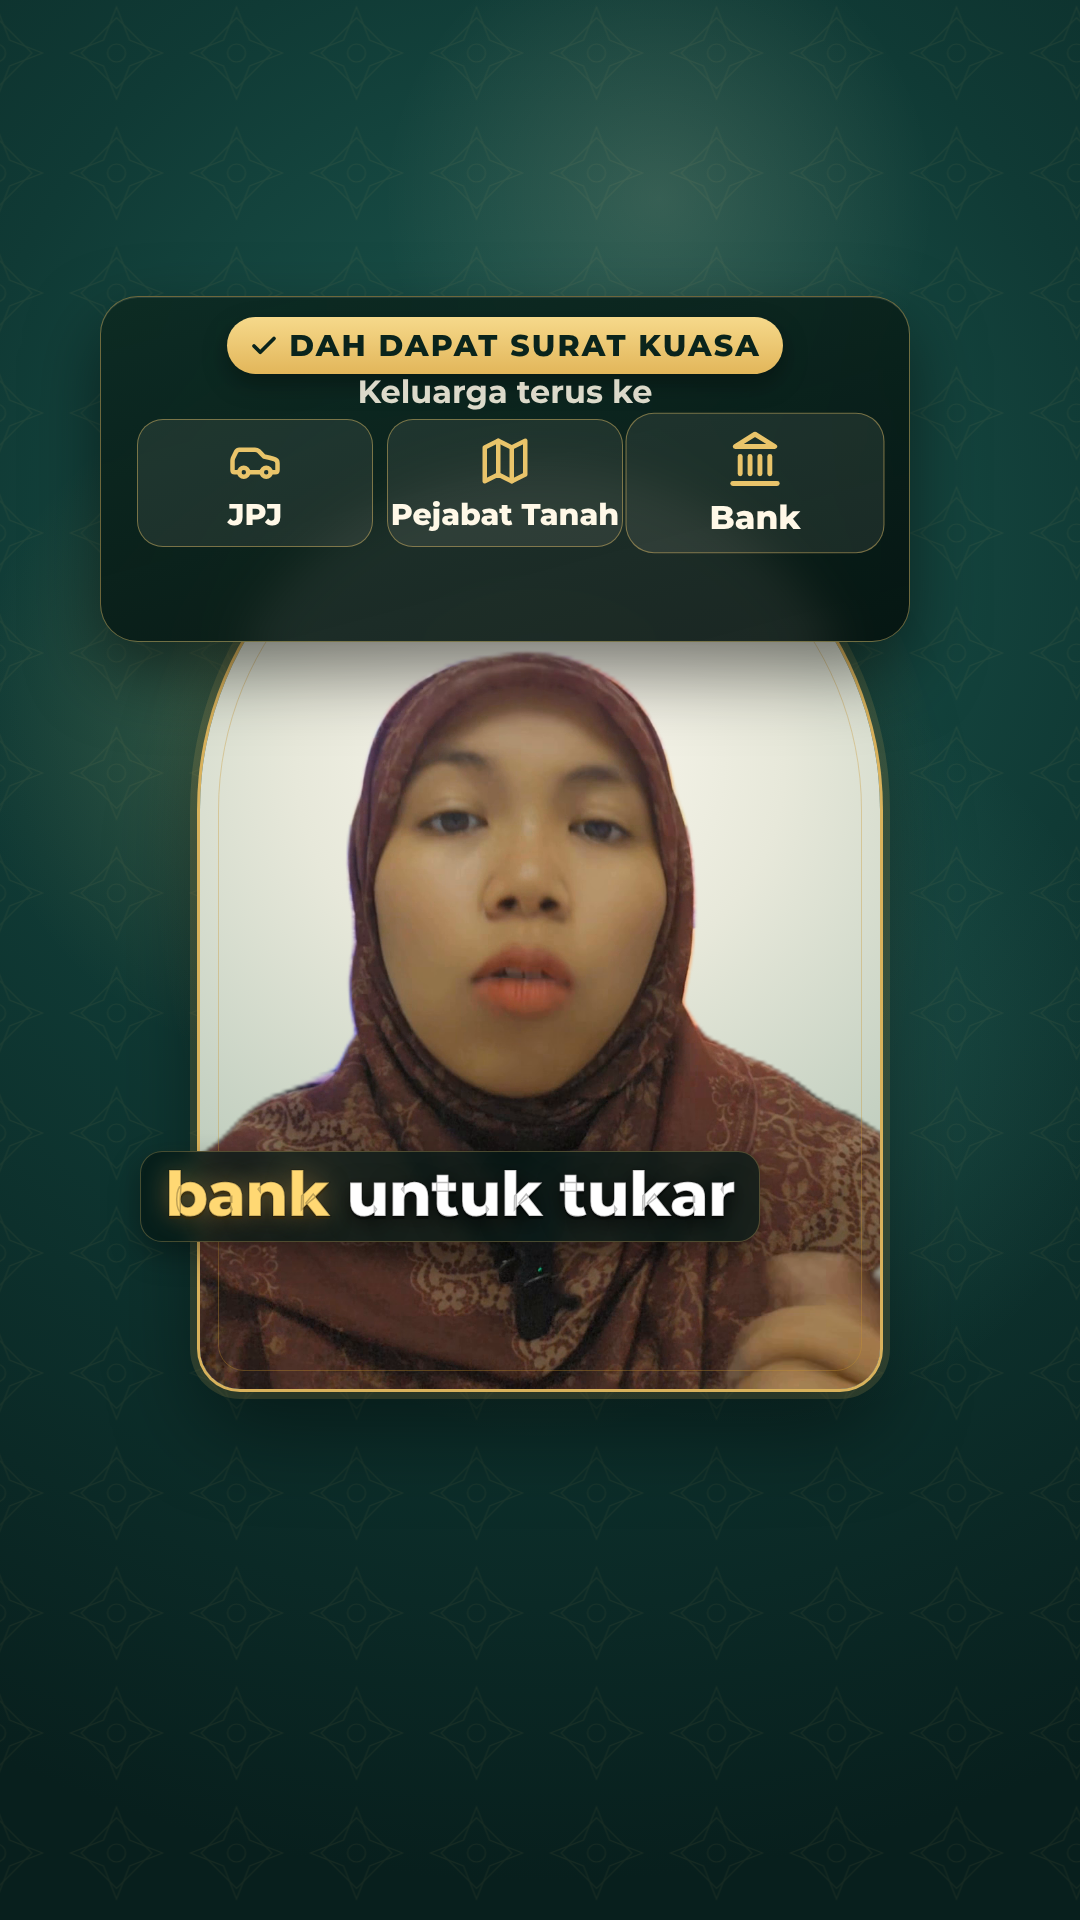 DAH DAPAT SURAT KUASA
Keluarga terus ke
JPJ
Pejabat Tanah
Bank
bank untuk tukar